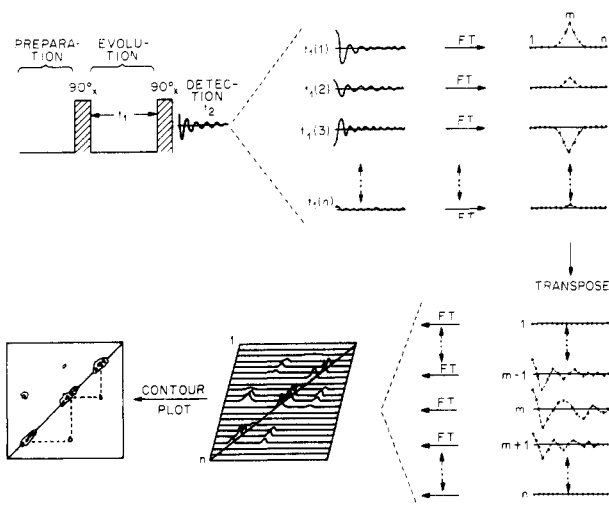 PREPARA-
TION
EVOLU-
TION
90°x
90°x
DETEC-
TION
t₂
t₁
t₁(1)
FT
1
m
n
t₁(2)
FT
t₁(3)
FT
t₁(n)
FT
TRANSPOSE
1
FT
1
m-1
FT
CONTOUR
PLOT
m
FT
m+1
FT
n
n
FT